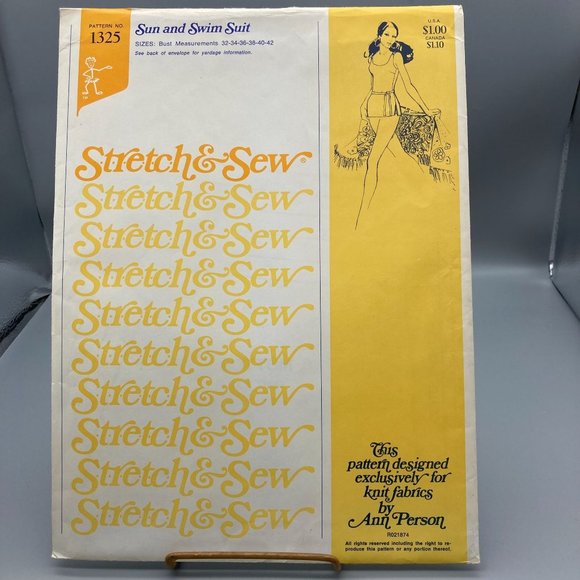 PATTERN NO.
1325
TM
Sun and Swim Suit
SIZES: Bust Measurements 32-34-36-38-40-42
See back of envelope for yardage information.
U.S.A.
$1.00
CANADA
$1.10
Stretch & Sew®
Stretch & Sew
Stretch & Sew
Stretch & Sew
Stretch & Sew
Stretch & Sew
Stretch & Sew
Stretch & Sew
Stretch & Sew
Stretch & Sew
This
pattern designed
exclusively for
knit fabrics
by
Ann Person
R021874
All rights reserved including the right to re-
produce this pattern or any portion thereof.